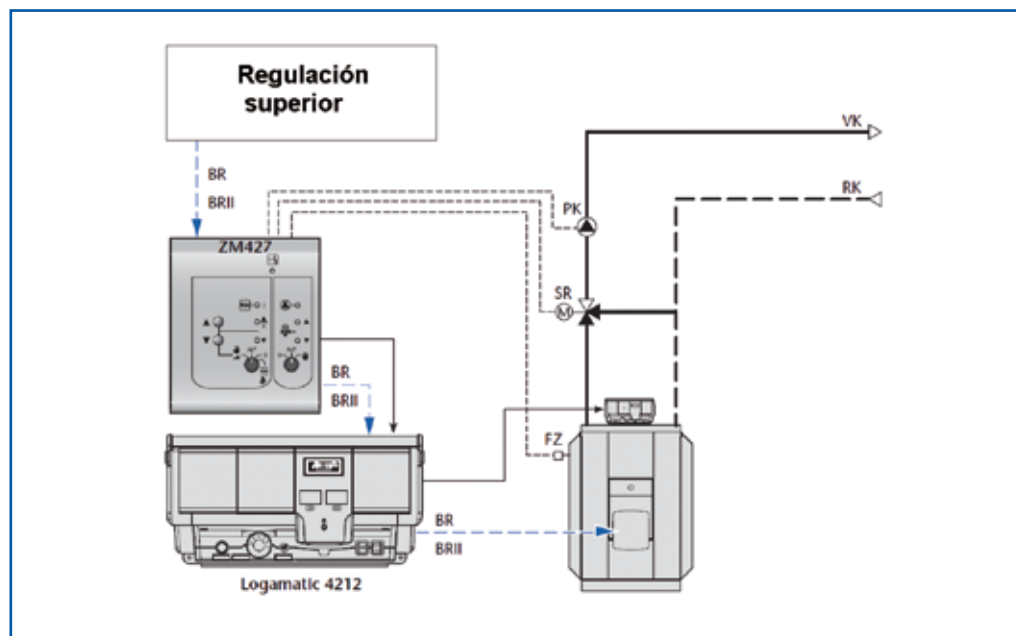 Regulación
superior
BR
BRII
VK
RK
PK
ZM427
SR
M
BR
BRII
FZ
BR
BRII
Logamatic 4212